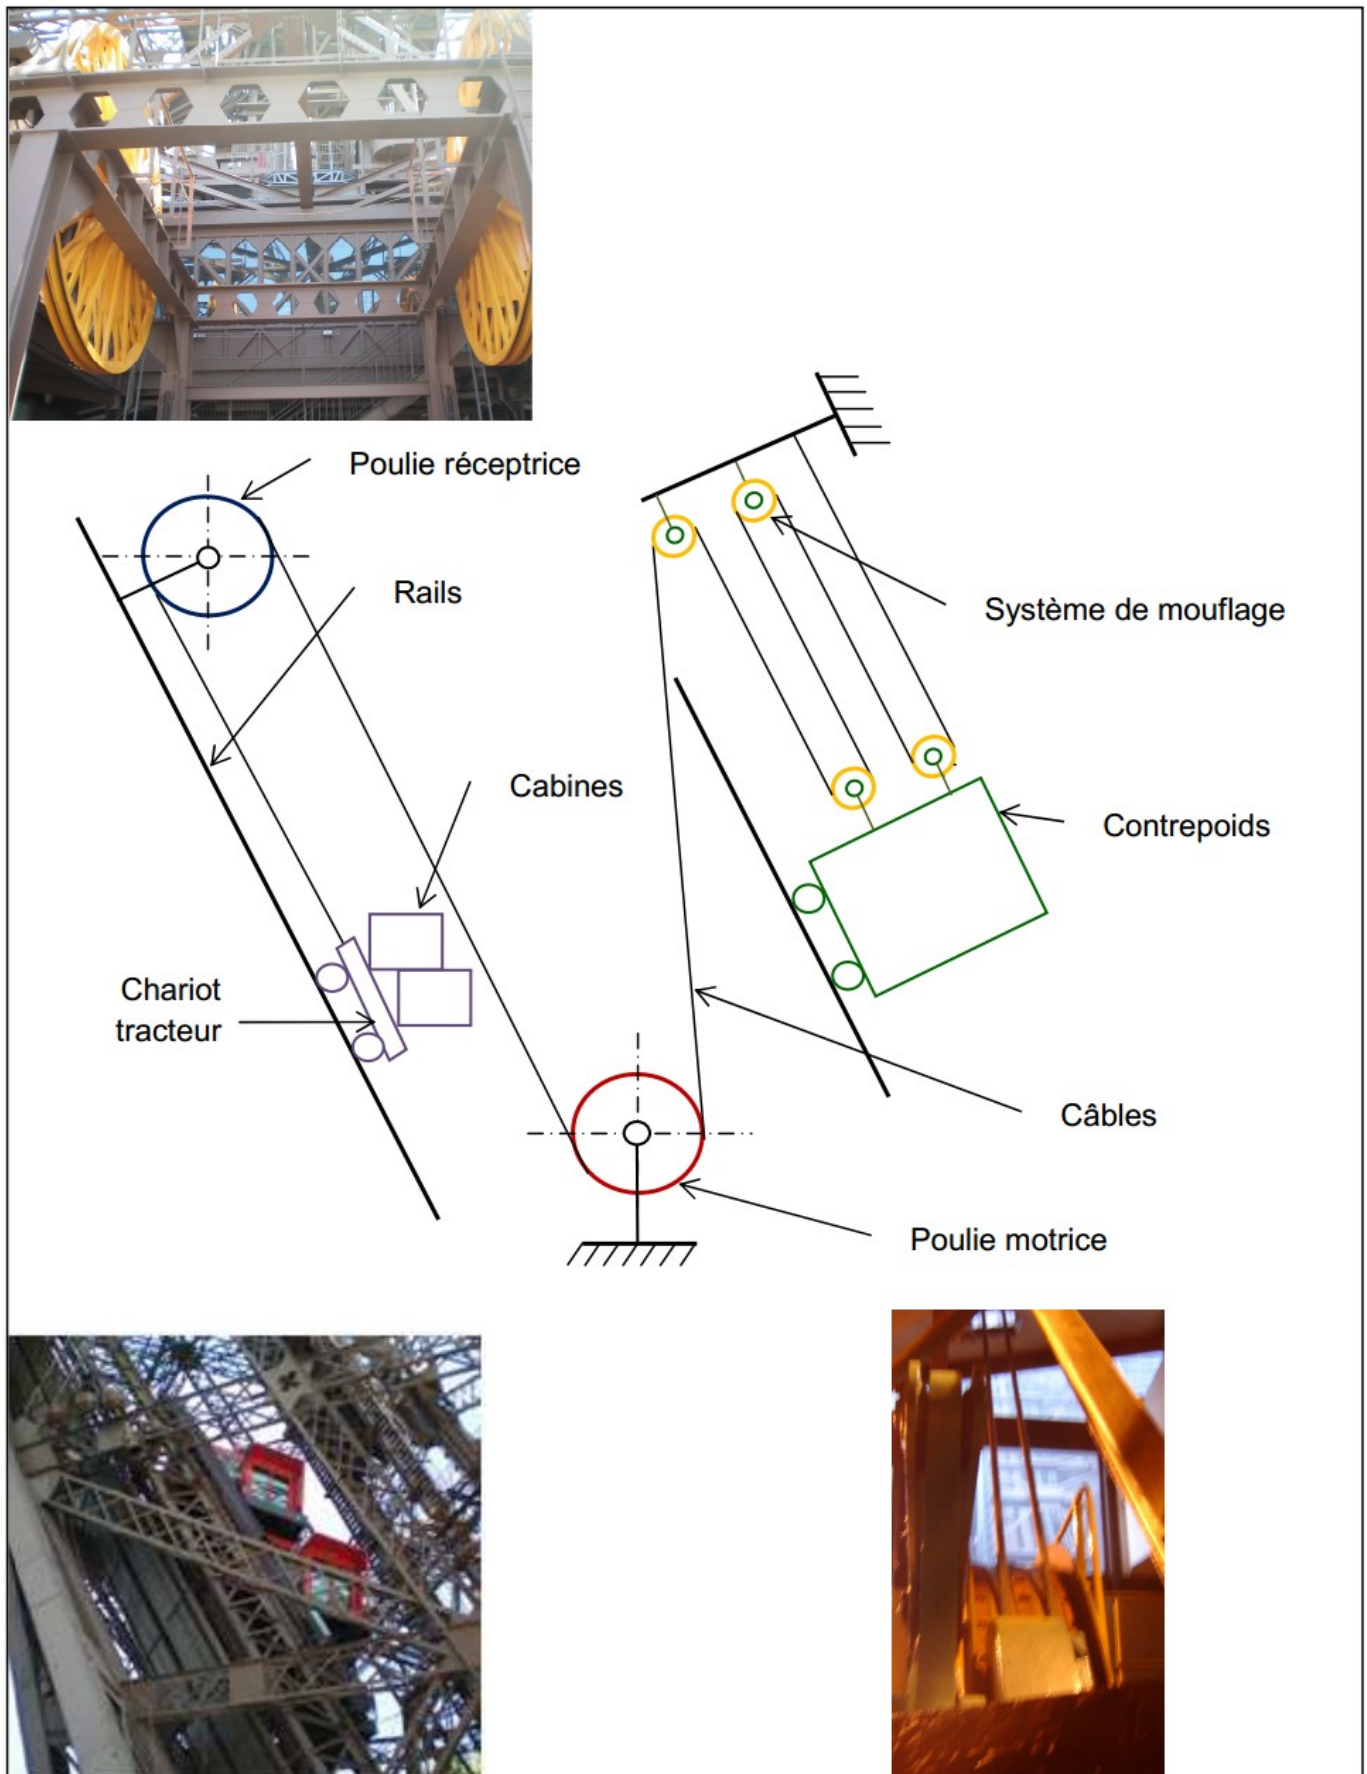 Poulie réceptrice
Rails
Système de mouflage
Cabines
Contrepoids
Chariot
tracteur
Câbles
Poulie motrice